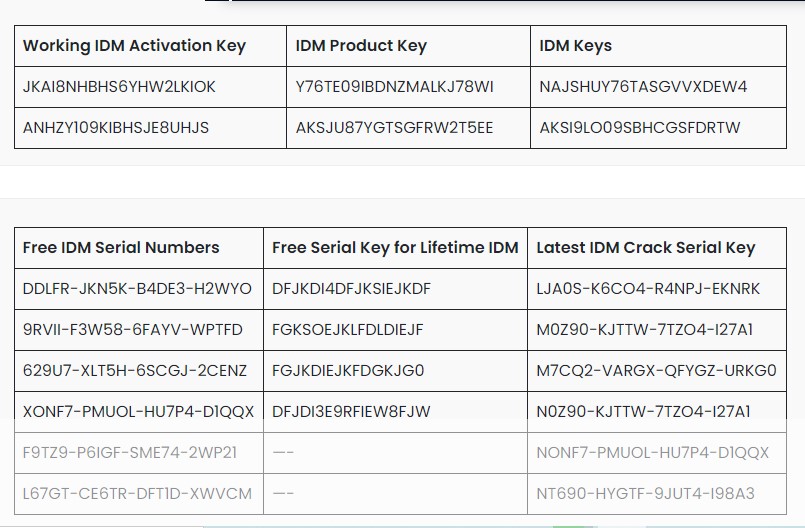 Working IDM Activation Key IDM Product Key IDM Keys
JKAI8NHBHS6YHW2LKIOK Y76TE09IBDNZMALKJ78WI NAJSHUY76TASGVVXDEW4
ANHZY109KIBHSJE8UHJS AKSJU87YGTSGFRW2T5EE AKSI9LO09SBHCGSFDRTW
Free IDM Serial Numbers Free Serial Key for Lifetime IDM Latest IDM Crack Serial Key
DDLFR-JKN5K-B4DE3-H2WYO DFJKDI4DFJKSIEJKDF LJA0S-K6CO4-R4NPJ-EKNRK
9RVII-F3W58-6FAYV-WPTFD FGKSOEJKLFDLDIEJF M0Z90-KJTTW-7TZO4-I27A1
629U7-XLT5H-6SCGJ-2CENZ FGJKDIEJKFDGKJG0 M7CQ2-VARGX-QFYGZ-URKG0
XONF7-PMUOL-HU7P4-D1QQX DFJDI3E9RFIEW8FJW N0Z90-KJTTW-7TZO4-I27A1
F9TZ9-P6IGF-SME74-2WP21 —- NONF7-PMUOL-HU7P4-D1QQX
L67GT-CE6TR-DFT1D-XWVCM —- NT690-HYGTF-9JUT4-I98A3